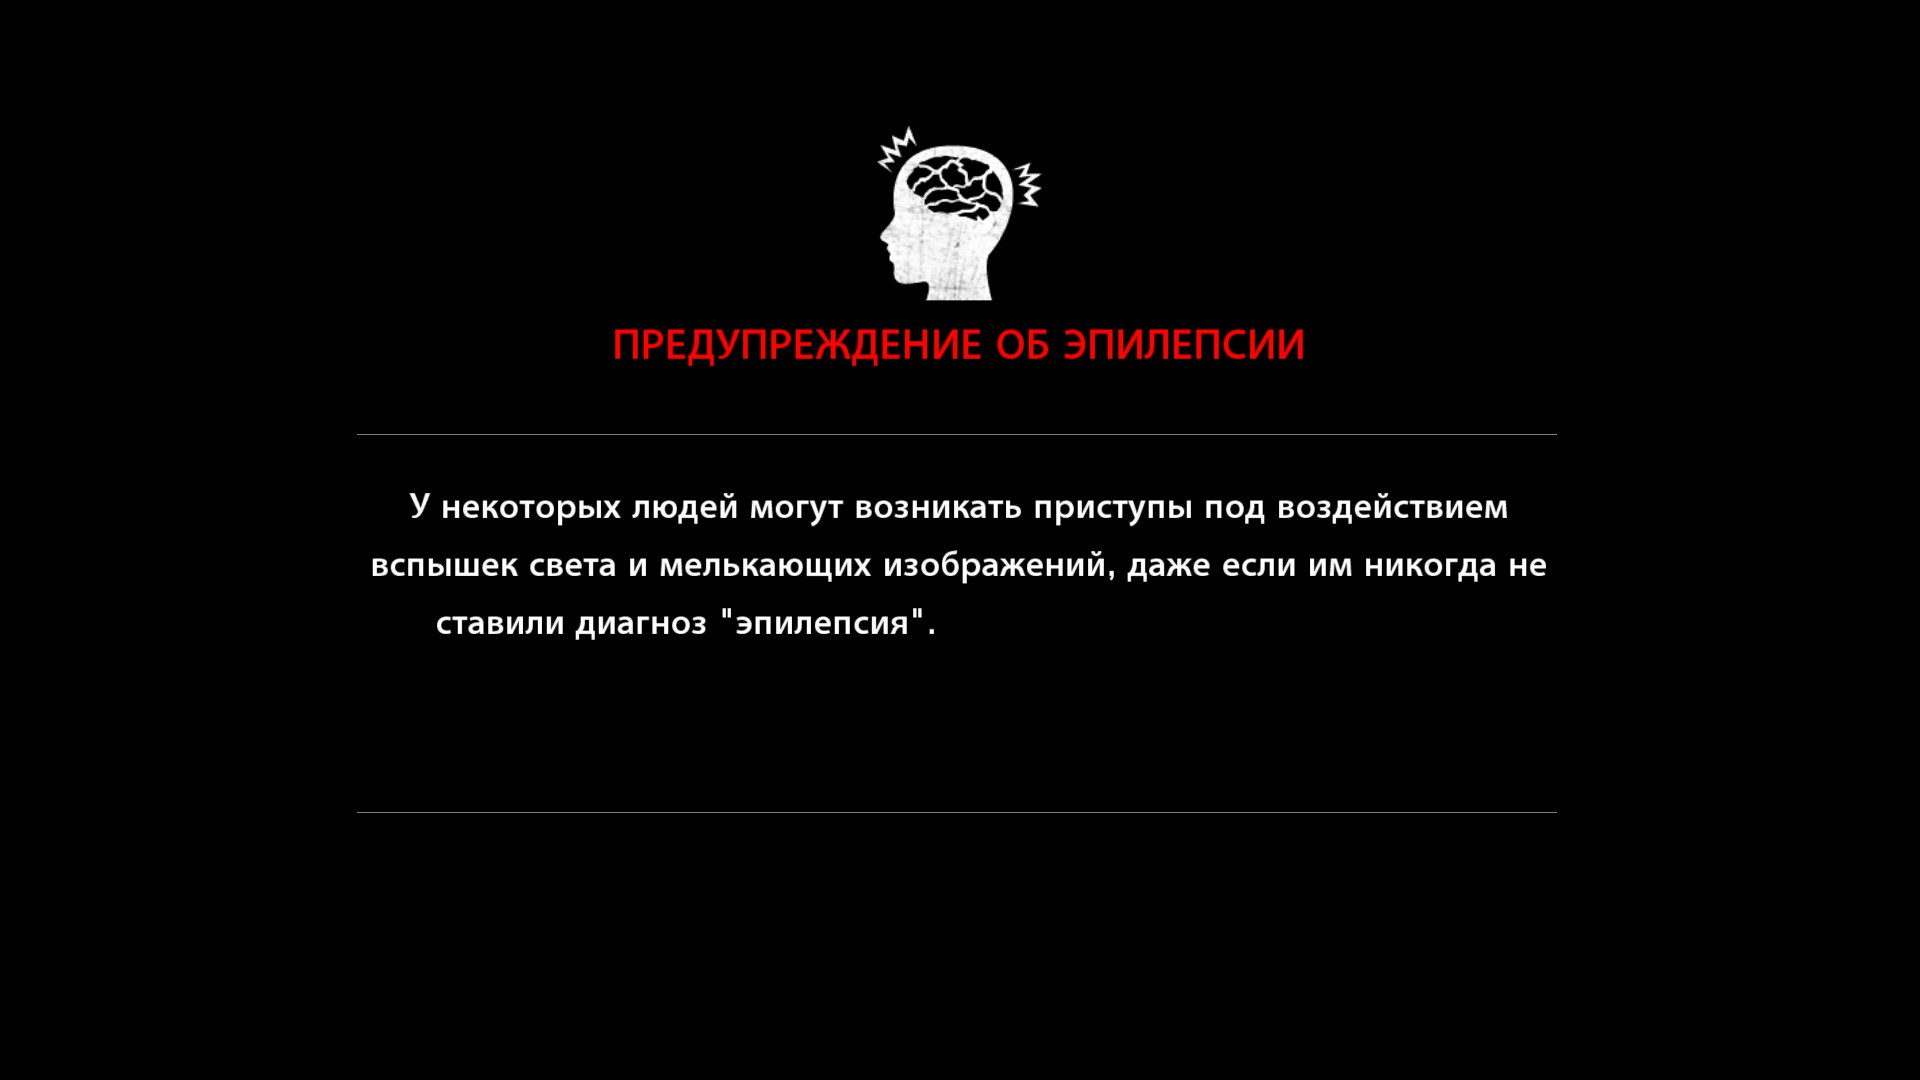 ПРЕДУПРЕЖДЕНИЕ ОБ ЭПИЛЕПСИИ
У некоторых людей могут возникать приступы под воздействием
вспышек света и мелькающих изображений, даже если им никогда не
ставили диагноз "эпилепсия".